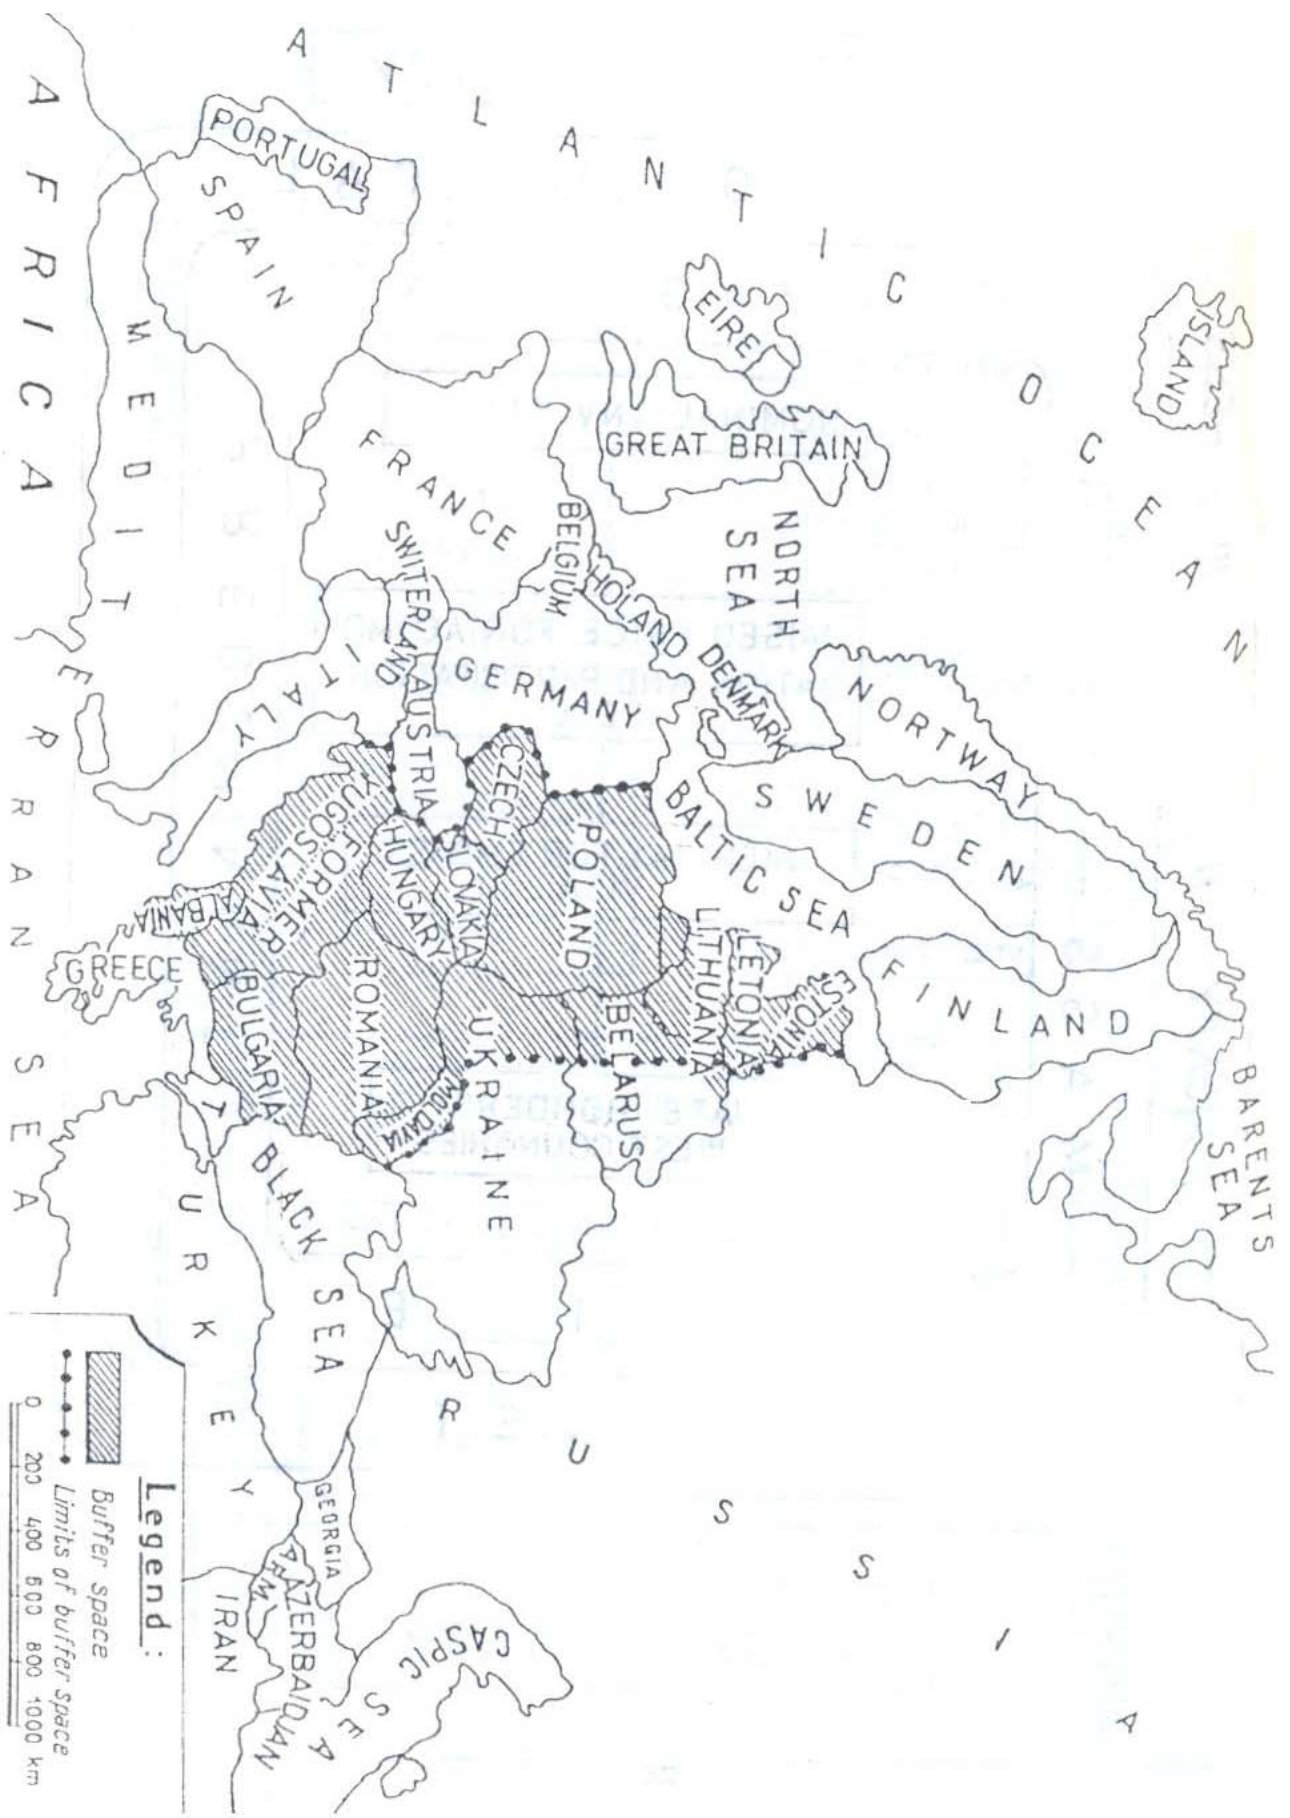 ATLANTIC OCEAN
ISLAND
BARENTS
SEA
NORTWAY
SWEDEN
FINLAND
EIRE
GREAT BRITAIN
NORTH
SEA
DENMARK
BALTIC SEA
ESTONIA
LETONIA
LITHUANIA
HOLAND
BELGIUM
GERMANY
POLAND
BELARUS
RUSSIA
FRANCE
SWITERLAND
AUSTRIA
CZECH
SLOVAKIA
UKRAINE
HUNGARY
ROMANIA
MOLDAVIA
PORTUGAL
SPAIN
ITALY
FORMER
YUGOSLAVIA
BULGARIA
ALBANIA
GREECE
BLACK
SEA
TURKEY
GEORGIA
ARM.
AZERBAIDJAN
IRAN
CASPIC
SEA
MEDITERRANEAN SEA
AFRICA
Legend:
Buffer space
Limits of buffer space
0 200 400 600 800 1000 km